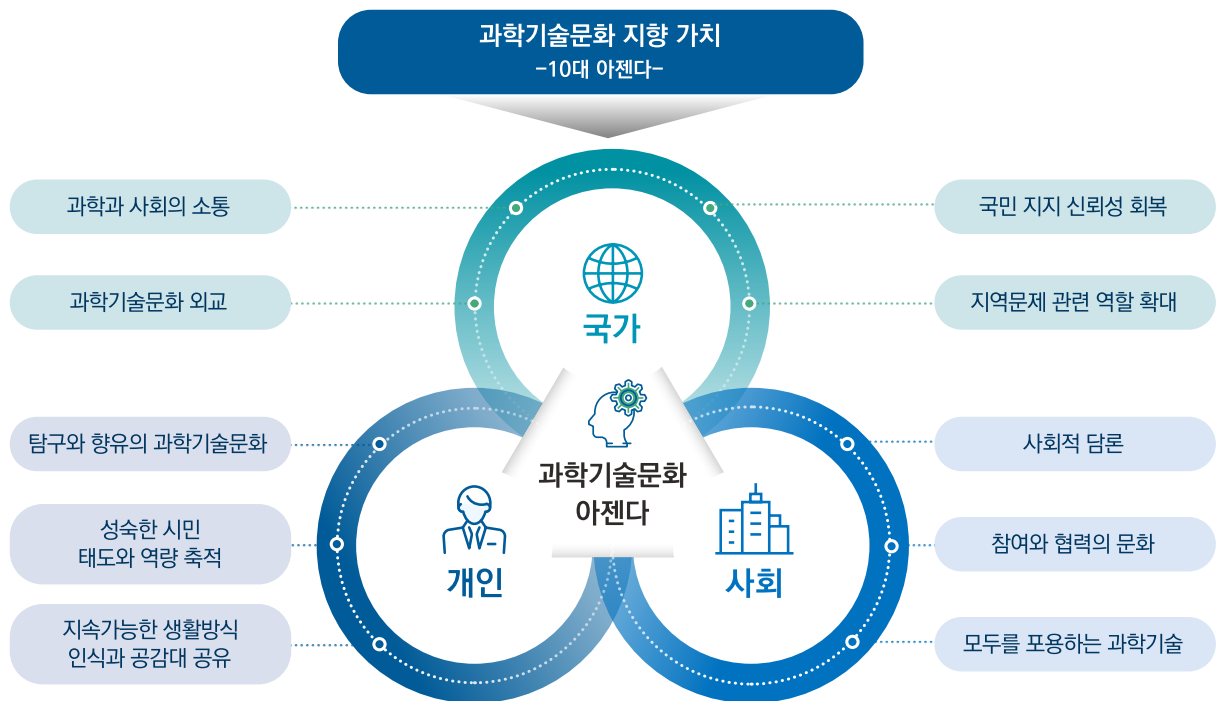 과학기술문화 지향 가치
-10대 아젠다-
과학과 사회의 소통
국민 지지 신뢰성 회복
과학기술문화 외교
지역문제 관련 역할 확대
국가
탐구와 향유의 과학기술문화
사회적 담론
과학기술문화
아젠다
성숙한 시민
태도와 역량 축적
참여와 협력의 문화
개인
사회
지속가능한 생활방식
인식과 공감대 공유
모두를 포용하는 과학기술